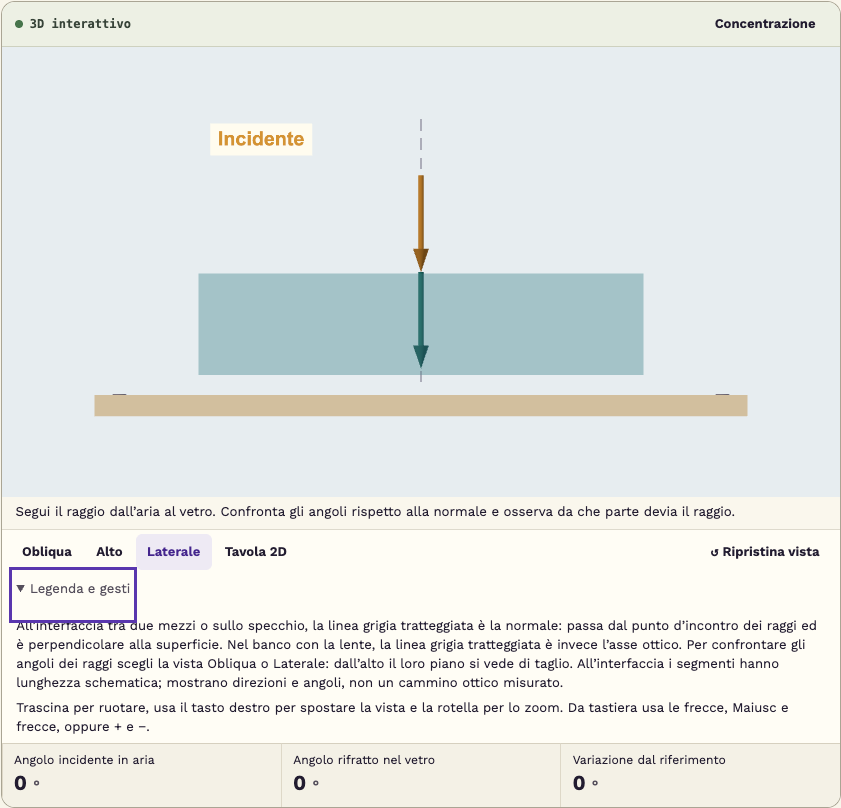 3D interattivo
Concentrazione
Incidente
Segui il raggio dall’aria al vetro. Confronta gli angoli rispetto alla normale e osserva da che parte devia il raggio.
Obliqua Alto Laterale Tavola 2D ↺ Ripristina vista
▼ Legenda e gesti
All’interfaccia tra due mezzi o sullo specchio, la linea grigia tratteggiata è la normale: passa dal punto d’incontro dei raggi ed
è perpendicolare alla superficie. Nel banco con la lente, la linea grigia tratteggiata è invece l’asse ottico. Per confrontare gli
angoli dei raggi scegli la vista Obliqua o Laterale: dall’alto il loro piano si vede di taglio. All’interfaccia i segmenti hanno
lunghezza schematica; mostrano direzioni e angoli, non un cammino ottico misurato.
Trascina per ruotare, usa il tasto destro per spostare la vista e la rotella per lo zoom. Da tastiera usa le frecce, Maiusc e
frecce, oppure + e −.
Angolo incidente in aria
0 °
Angolo rifratto nel vetro
0 °
Variazione dal riferimento
0 °